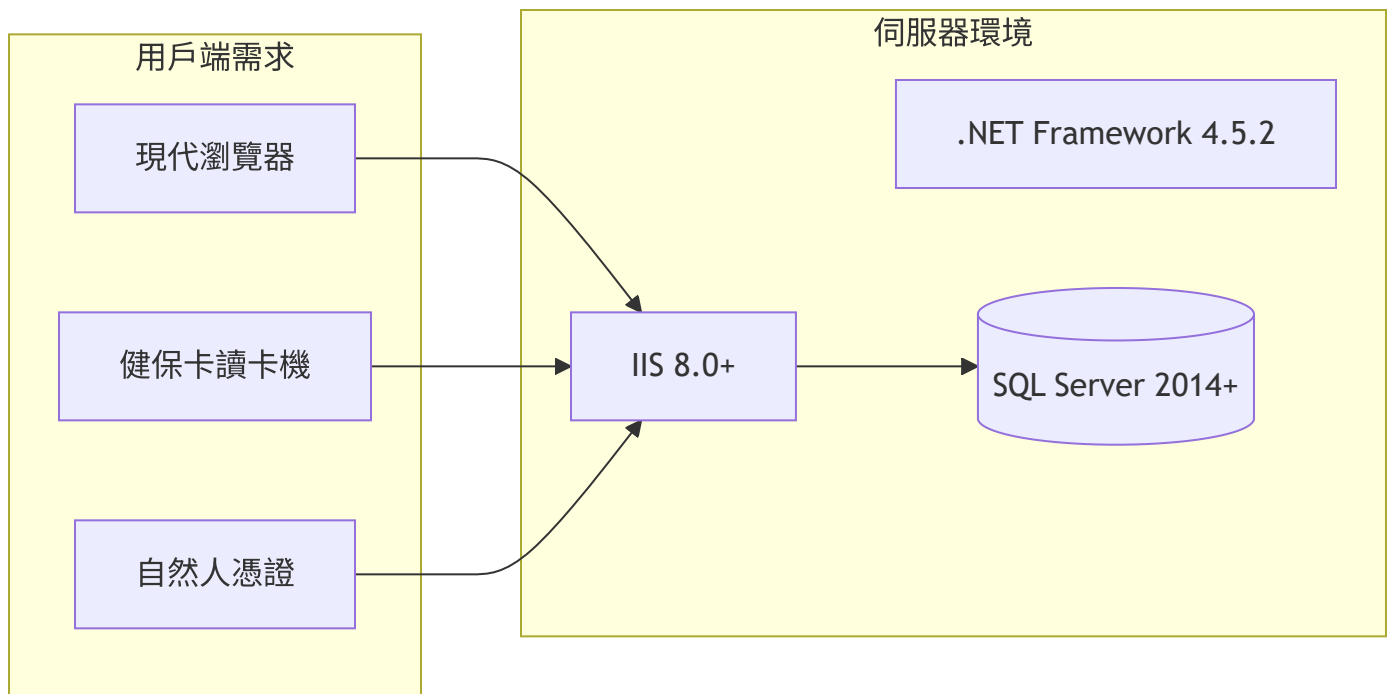 用戶端需求
現代瀏覽器
健保卡讀卡機
自然人憑證
伺服器環境
.NET Framework 4.5.2
IIS 8.0+
SQL Server 2014+